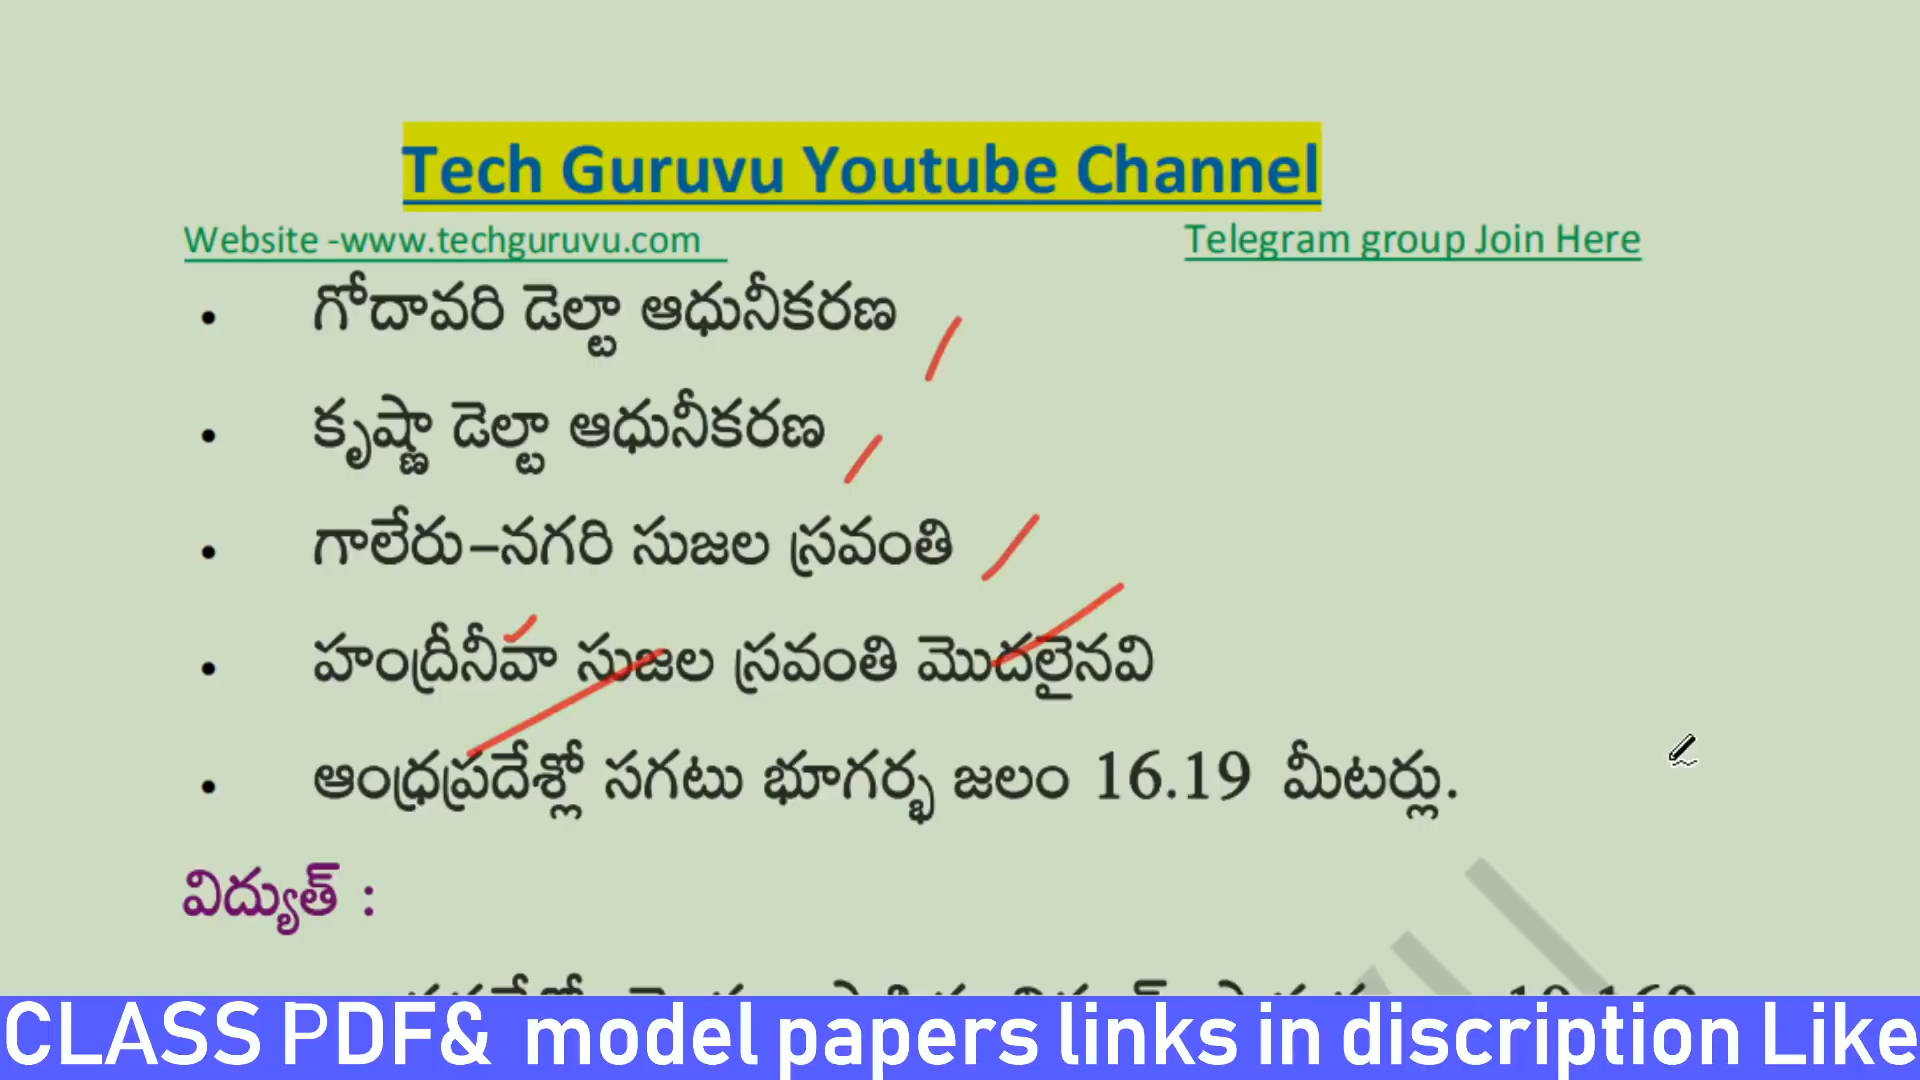 Tech Guruvu Youtube Channel
Website -www.techguruvu.com Telegram group Join Here
• గోదావరి డెల్టా ఆధునీకరణ
• కృష్ణా డెల్టా ఆధునీకరణ
• గాలేరు–నగరి సుజల స్రవంతి
• హంద్రీనీవా సుజల స్రవంతి మొదలైనవి
• ఆంధ్రప్రదేశ్లో సగటు భూగర్భ జలం 16.19 మీటర్లు.
విద్యుత్ :
CLASS PDF& model papers links in discription Like